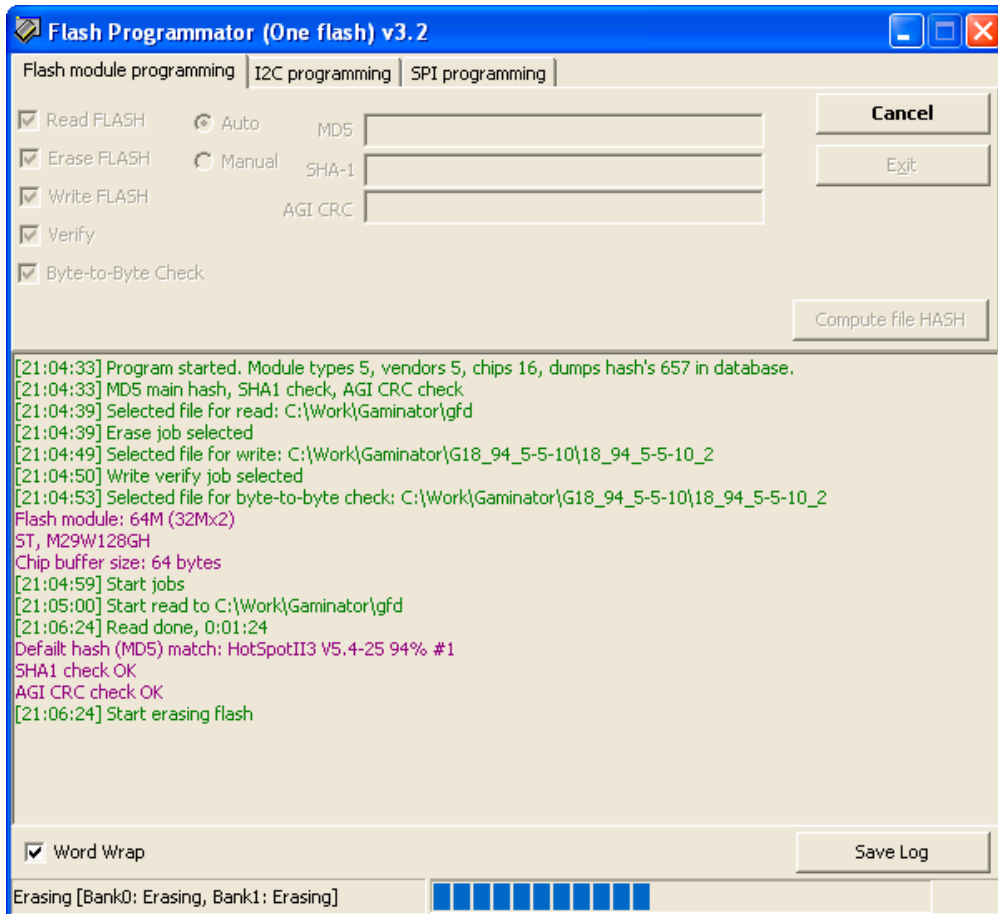 Flash Programmator (One flash) v3.2
Flash module programming I2C programming SPI programming
Read FLASH Auto MD5 Cancel
Erase FLASH Manual SHA-1 Exit
Write FLASH AGI CRC
Verify
Byte-to-Byte Check
Compute file HASH
[21:04:33] Program started. Module types 5, vendors 5, chips 16, dumps hash's 657 in database.
[21:04:33] MD5 main hash, SHA1 check, AGI CRC check
[21:04:39] Selected file for read: C:\Work\Gaminator\gfd
[21:04:39] Erase job selected
[21:04:49] Selected file for write: C:\Work\Gaminator\G18_94_5-5-10\18_94_5-5-10_2
[21:04:50] Write verify job selected
[21:04:53] Selected file for byte-to-byte check: C:\Work\Gaminator\G18_94_5-5-10\18_94_5-5-10_2
Flash module: 64M (32Mx2)
ST, M29W128GH
Chip buffer size: 64 bytes
[21:04:59] Start jobs
[21:05:00] Start read to C:\Work\Gaminator\gfd
[21:06:24] Read done, 0:01:24
Defailt hash (MD5) match: HotSpotII3 V5.4-25 94% #1
SHA1 check OK
AGI CRC check OK
[21:06:24] Start erasing flash
Word Wrap Save Log
Erasing [Bank0: Erasing, Bank1: Erasing]